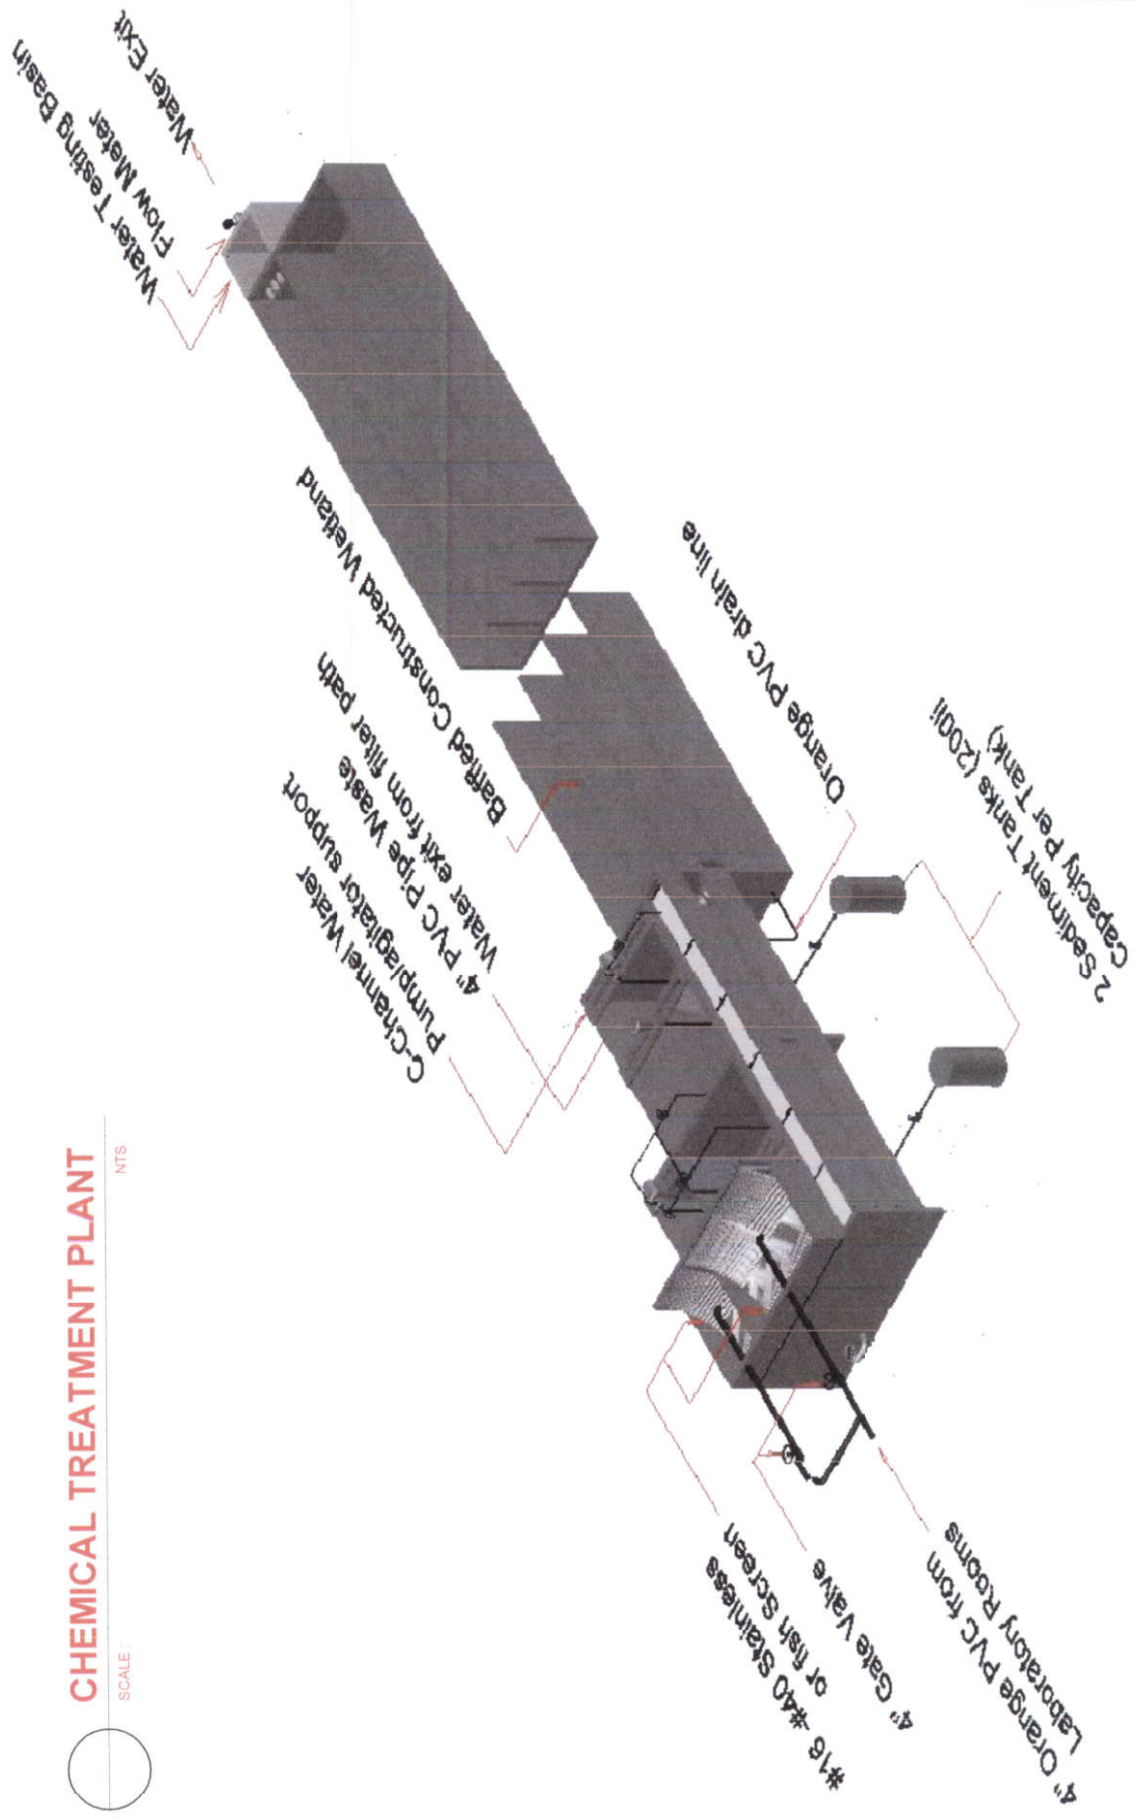 CHEMICAL TREATMENT PLANT
SCALE :
NTS.
Water Exit
Flow Meter
Water Testing Basin
Baffled Constructed Wetland
4" PVC Pipe Waste
Water exit from filter path
C-Channel Water
Pump/agitator support
Orange PVC drain line
2 Sediment Tanks (200li
Capacity Per Tank)
#16 -#40 Stainless
or fish Screen
4" Gate Valve
4" Orange PVC from
Laboratory Rooms